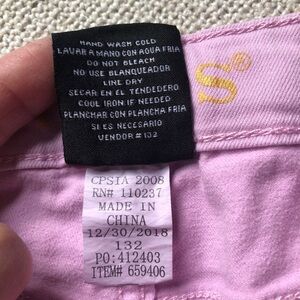 HAND WASH COLD
LAVAR A MANO CON AGUA FRIA
DO NOT BLEACH
NO USE BLANQUEADOR
LINE DRY
SECAR EN EL TENDEDERO
COOL IRON IF NEEDED
PLANCHAR CON PLANCHA FRIA
SI ES NECESARIO
VENDOR # 132
S®
CPSIA 2008
RN# 110237
MADE IN
CHINA
12/30/2018
132
PO:412403
ITEM# 659406